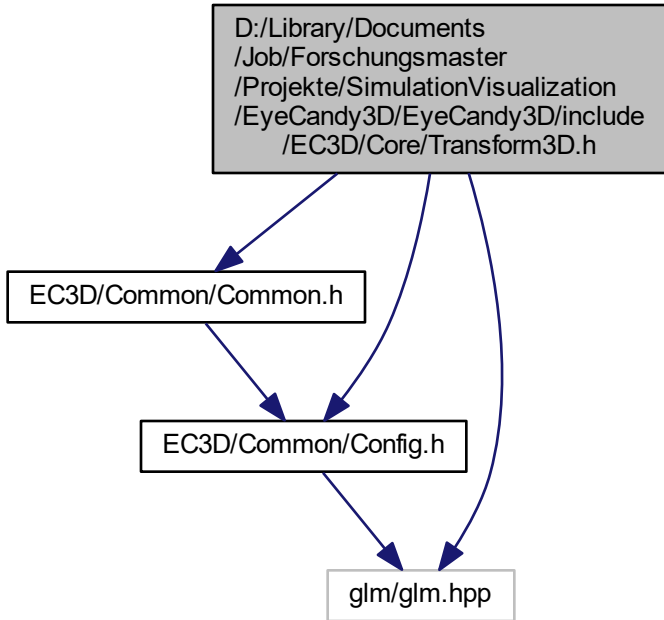 D:/Library/Documents
/Job/Forschungsmaster
/Projekte/SimulationVisualization
/EyeCandy3D/EyeCandy3D/include
/EC3D/Core/Transform3D.h
EC3D/Common/Common.h
EC3D/Common/Config.h
glm/glm.hpp